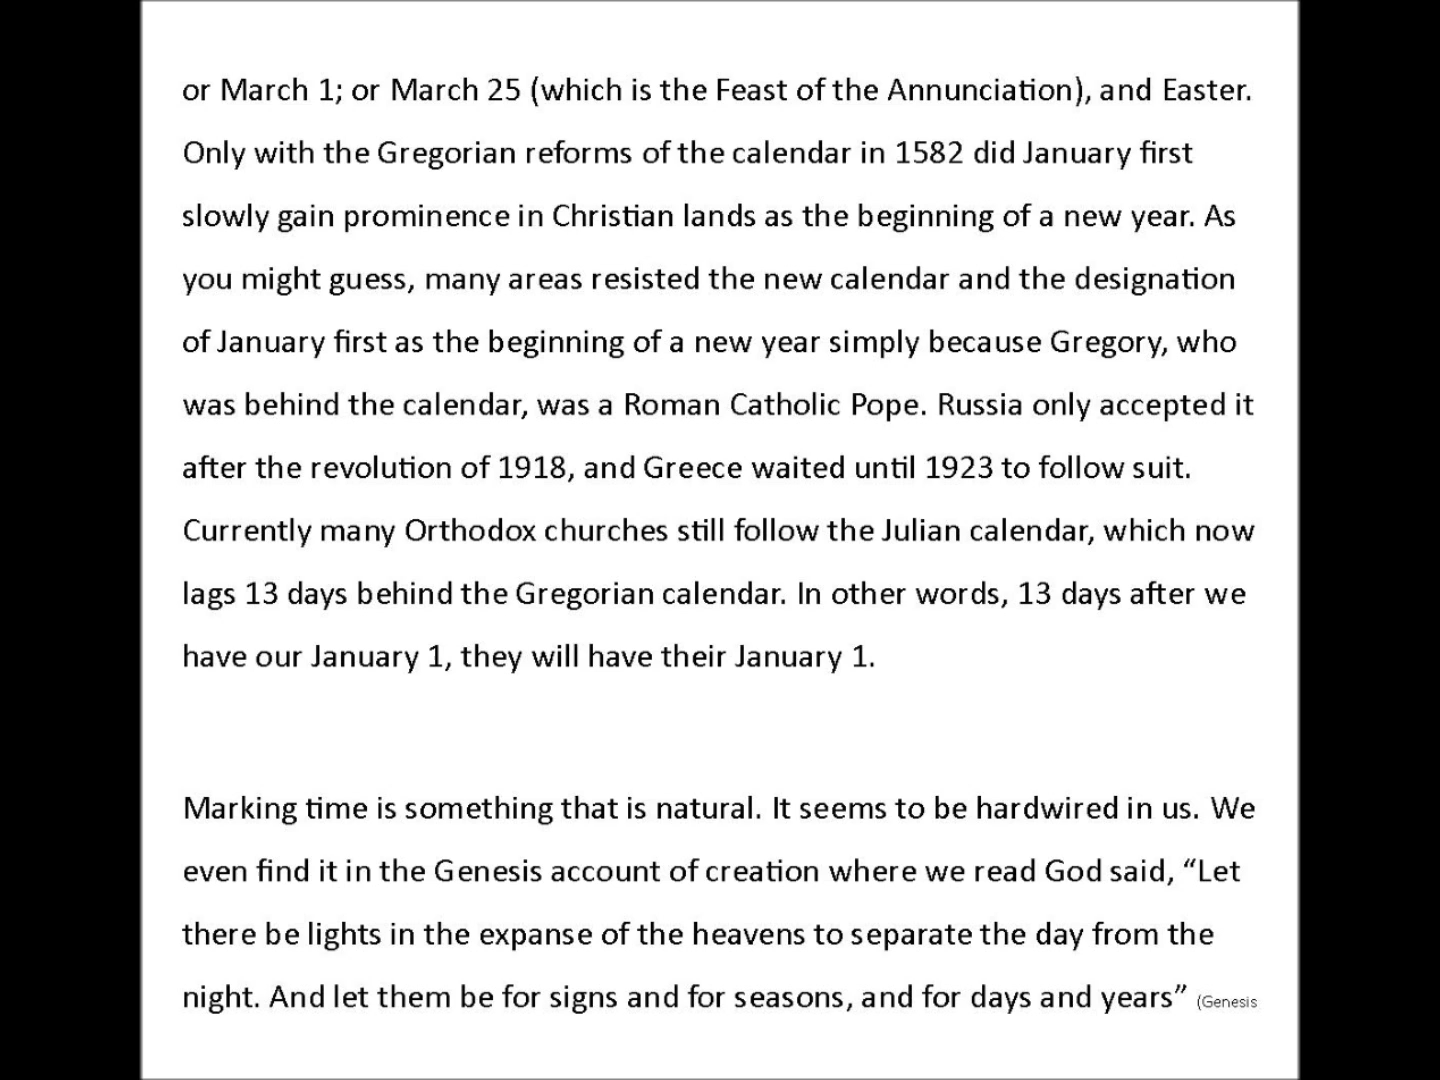 or March 1; or March 25 (which is the Feast of the Annunciation), and Easter.
Only with the Gregorian reforms of the calendar in 1582 did January first
slowly gain prominence in Christian lands as the beginning of a new year. As
you might guess, many areas resisted the new calendar and the designation
of January first as the beginning of a new year simply because Gregory, who
was behind the calendar, was a Roman Catholic Pope. Russia only accepted it
after the revolution of 1918, and Greece waited until 1923 to follow suit.
Currently many Orthodox churches still follow the Julian calendar, which now
lags 13 days behind the Gregorian calendar. In other words, 13 days after we
have our January 1, they will have their January 1.
Marking time is something that is natural. It seems to be hardwired in us. We
even find it in the Genesis account of creation where we read God said, “Let
there be lights in the expanse of the heavens to separate the day from the
night. And let them be for signs and for seasons, and for days and years” (Genesis